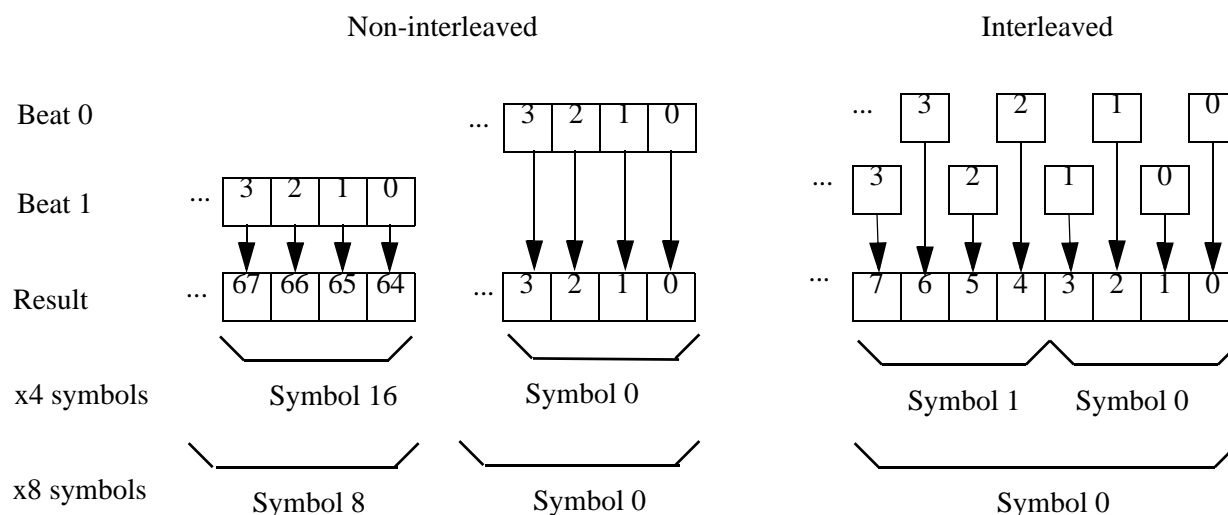 Non-interleaved Interleaved
Beat 0 ... 3 2 1 0 ... 3 2 1 0
Beat 1 ... 3 2 1 0 ... 3 2 1 0
Result ... 67 66 65 64 ... 3 2 1 0 ... 7 6 5 4 3 2 1 0
x4 symbols Symbol 16 Symbol 0 Symbol 1 Symbol 0
x8 symbols Symbol 8 Symbol 0 Symbol 0